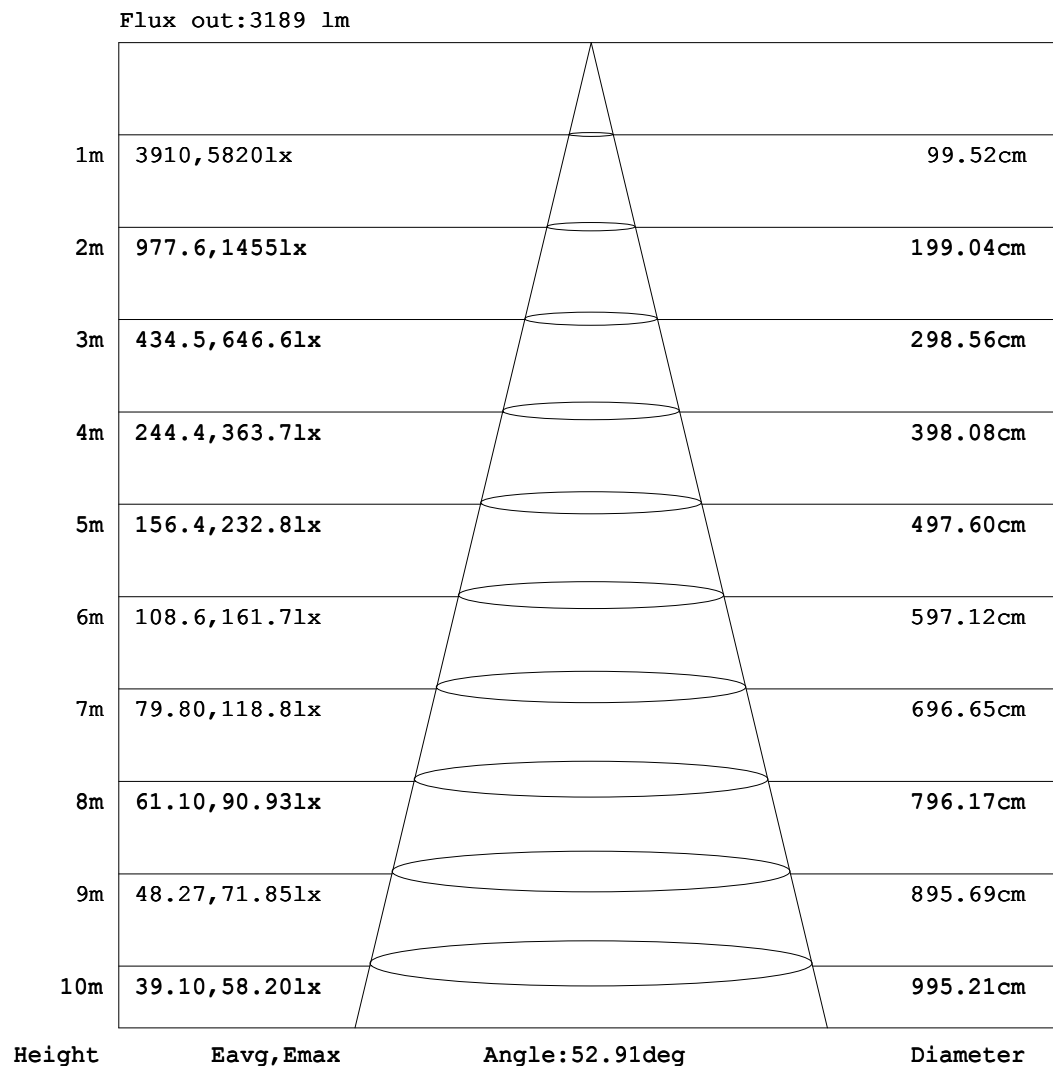 Flux out:3189 lm
1m 3910,5820lx 99.52cm
2m 977.6,1455lx 199.04cm
3m 434.5,646.6lx 298.56cm
4m 244.4,363.7lx 398.08cm
5m 156.4,232.8lx 497.60cm
6m 108.6,161.7lx 597.12cm
7m 79.80,118.8lx 696.65cm
8m 61.10,90.93lx 796.17cm
9m 48.27,71.85lx 895.69cm
10m 39.10,58.20lx 995.21cm
Height Eavg,Emax Angle:52.91deg Diameter